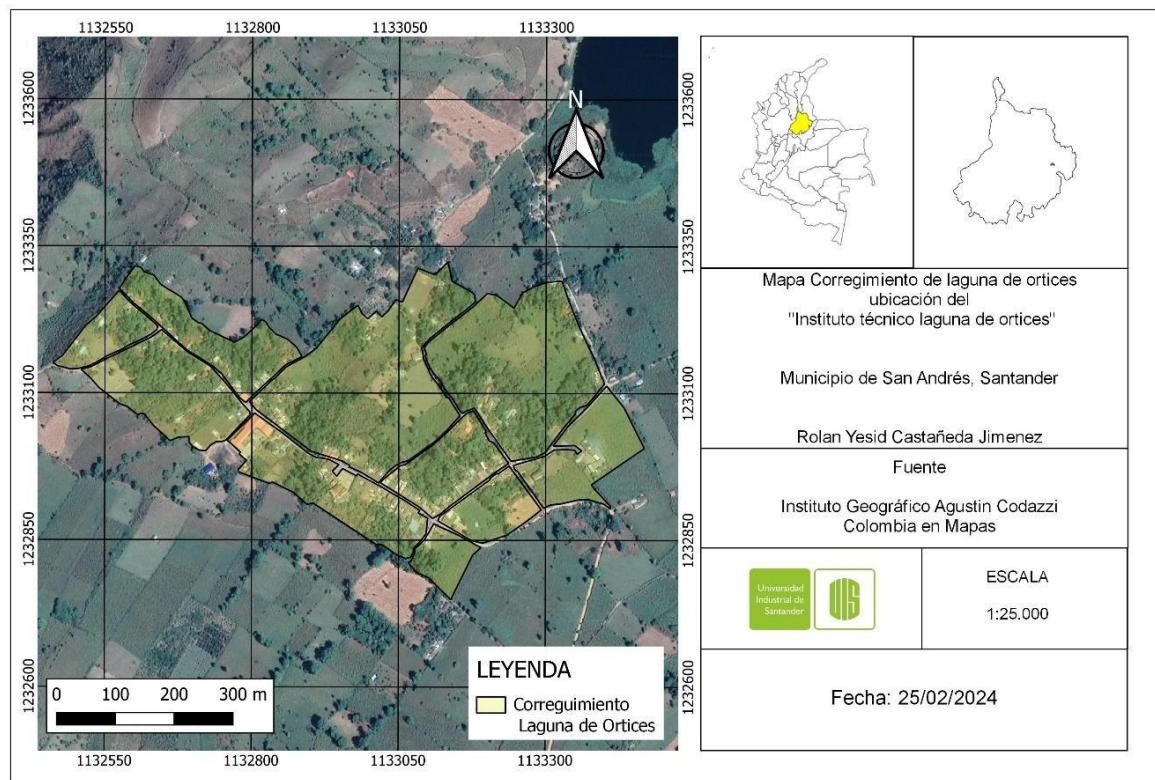 1132550 1132800 1133050 1133300
1233600
1233350
1233100
1232850
1232600
N
1233600
1233350
1233100
1232850
1232600
LEYENDA
Correguimiento
Laguna de Ortices
0 100 200 300 m
1132550 1132800 1133050 1133300
Mapa Corregimiento de laguna de ortices
ubicación del
"Instituto técnico laguna de ortices"
Municipio de San Andrés, Santander
Rolan Yesid Castañeda Jimenez
Fuente
Instituto Geográfico Agustin Codazzi
Colombia en Mapas
Universidad
Industrial de
Santander
UIS
ESCALA
1:25.000
Fecha: 25/02/2024